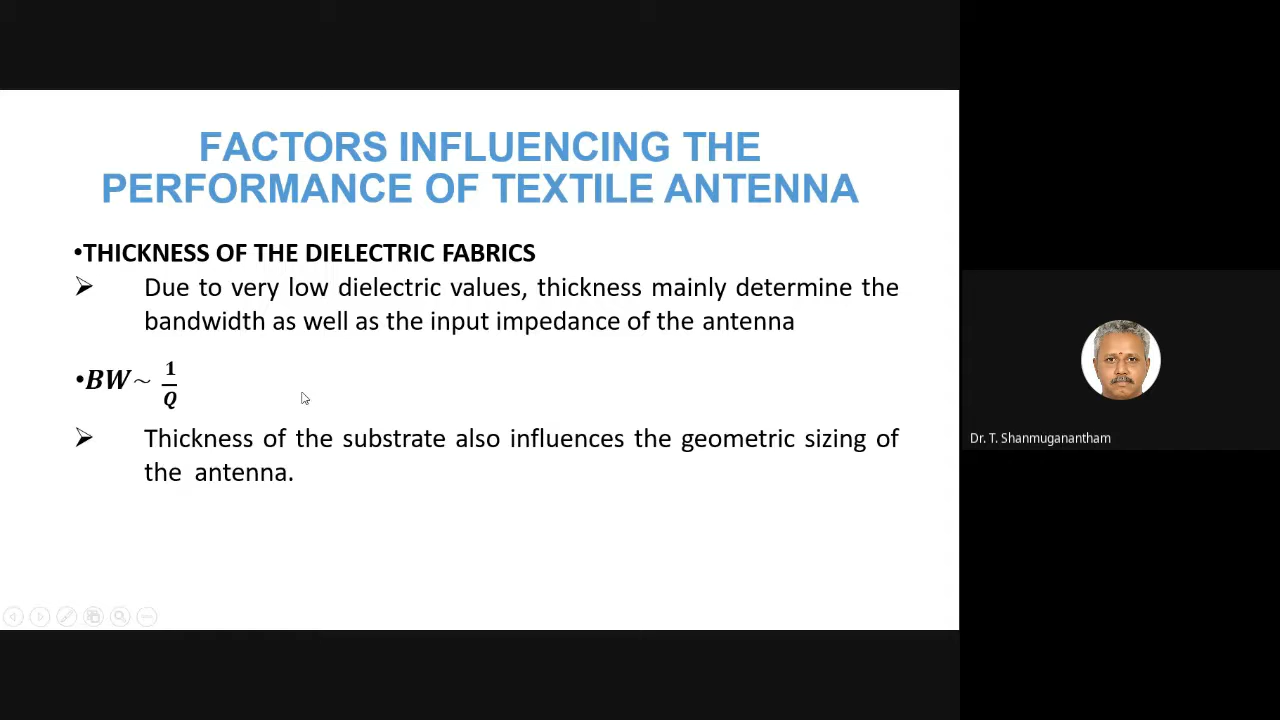 FACTORS INFLUENCING THE
PERFORMANCE OF TEXTILE ANTENNA
•THICKNESS OF THE DIELECTRIC FABRICS
➢ Due to very low dielectric values, thickness mainly determine the
bandwidth as well as the input impedance of the antenna
•BW~ 1/Q
➢ Thickness of the substrate also influences the geometric sizing of
the antenna.
Dr. T. Shanmuganantham